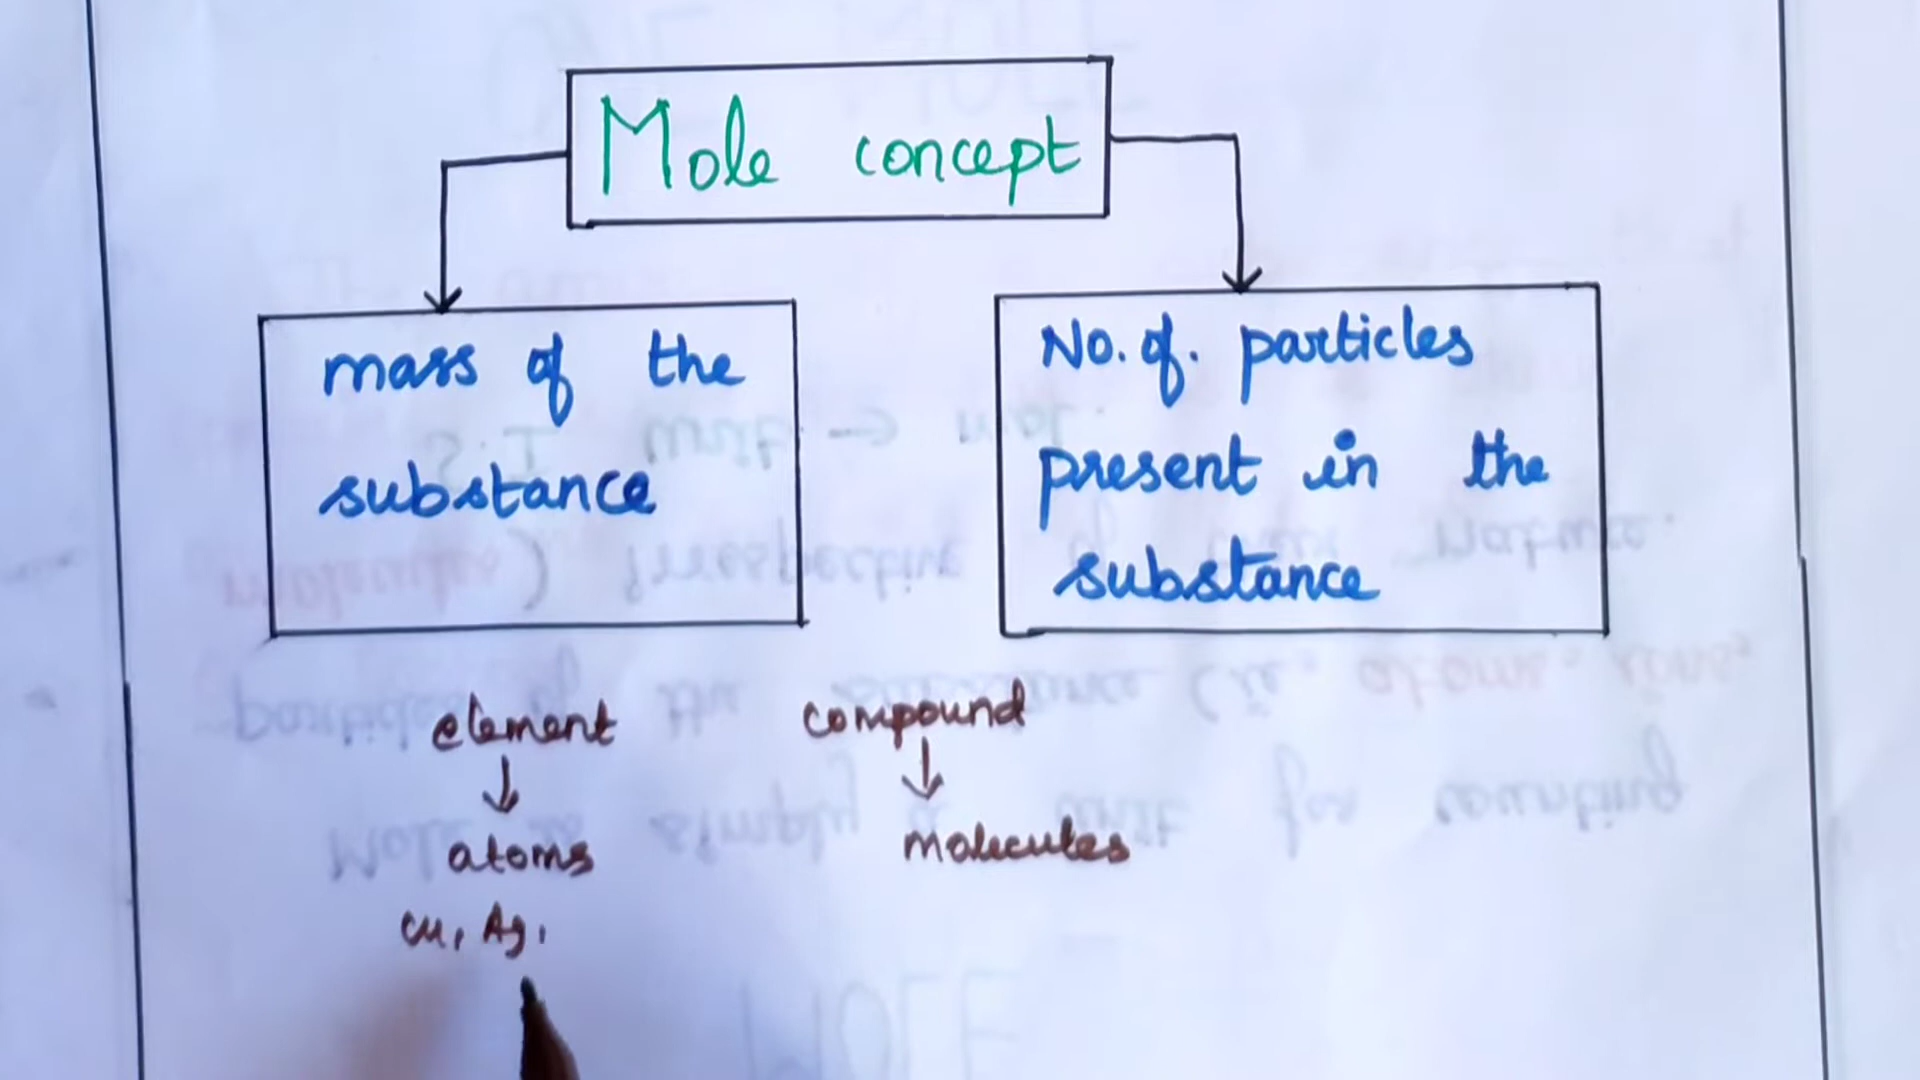 Mole concept
mass of the
substance
No. of. particles
present in the
substance
element
compound
↓
↓
atoms
molecules
Cu, Ag,